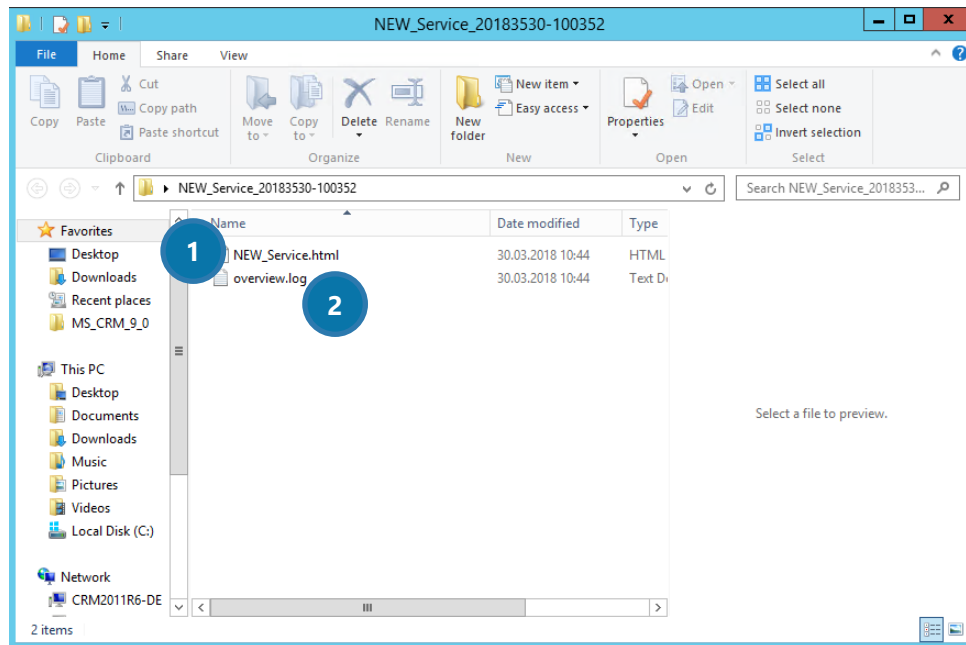 NEW_Service_20183530-100352
File Home Share View
Copy
Paste
Cut
Copy path
Paste shortcut
Clipboard
Move to
Copy to
Delete
Rename
Organize
New folder
New item
Easy access
New
Properties
Open
Edit
Open
Select all
Select none
Invert selection
Select
NEW_Service_20183530-100352
Search NEW_Service_2018353...
Favorites
Desktop
Downloads
Recent places
MS_CRM_9_0
This PC
Desktop
Documents
Downloads
Music
Pictures
Videos
Local Disk (C:)
Network
CRM2011R6-DE
Name Date modified Type
1
NEW_Service.html 30.03.2018 10:44 HTML
overview.log 30.03.2018 10:44 Text D
2
Select a file to preview.
2 items